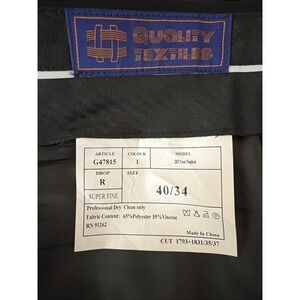 QUALITY
TEXTILES
ARTICLE COLOUR MODEL
G47815 1
DROP SIZE
R 40/34
SUPER FINE
Professional Dry Clean only
Fabric Content: 65%Polyester 35%Viscose
RN 91262
Made In China
CUT 1793+1831/35/37